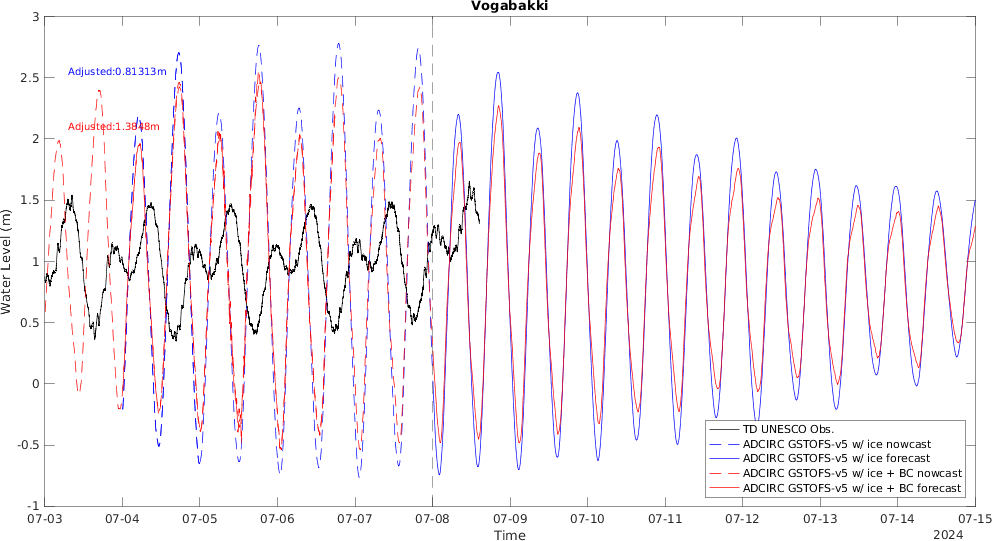 Vogabakki
3
2.5
2
1.5
1
0.5
0
-0.5
-1
Water Level (m)
Adjusted:0.81313m
Adjusted:1.3848m
TD UNESCO Obs.
ADCIRC GSTOFS-v5 w/ ice nowcast
ADCIRC GSTOFS-v5 w/ ice forecast
ADCIRC GSTOFS-v5 w/ ice + BC nowcast
ADCIRC GSTOFS-v5 w/ ice + BC forecast
07-03 07-04 07-05 07-06 07-07 07-08 07-09 07-10 07-11 07-12 07-13 07-14 07-15
Time
2024